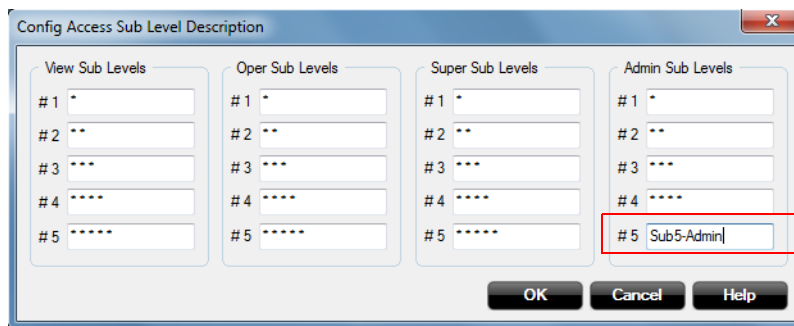 Config Access Sub Level Description
X
View Sub Levels
# 1 *
# 2 **
# 3 ***
# 4 ****
# 5 *****
Oper Sub Levels
# 1 *
# 2 **
# 3 ***
# 4 ****
# 5 *****
Super Sub Levels
# 1 *
# 2 **
# 3 ***
# 4 ****
# 5 *****
Admin Sub Levels
# 1 *
# 2 **
# 3 ***
# 4 ****
# 5 Sub5-Admin
OK Cancel Help